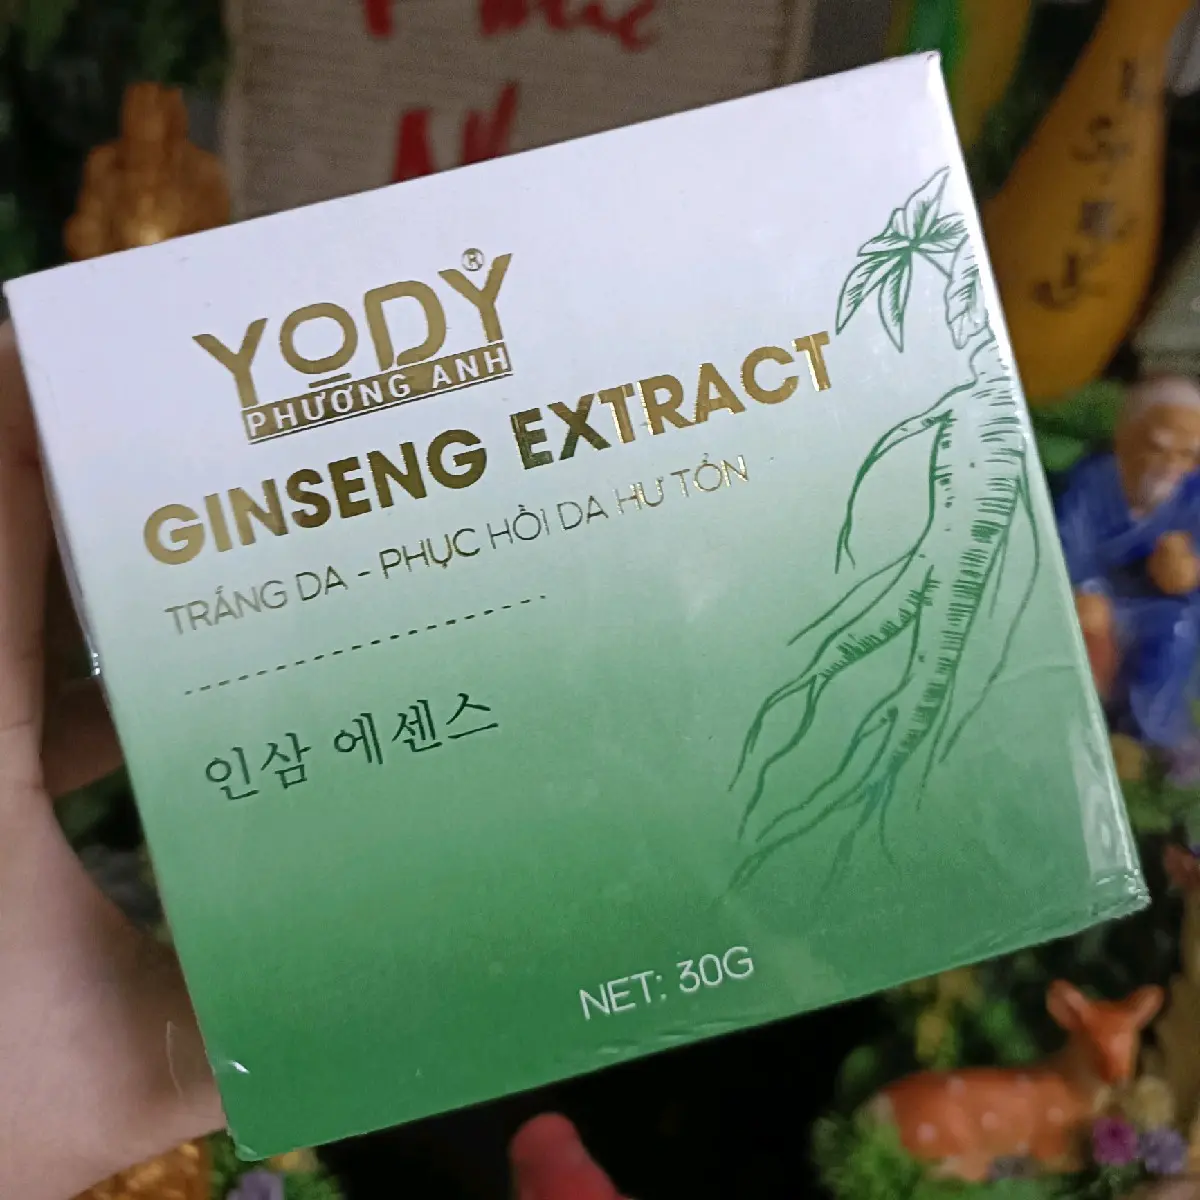 YODY®
PHƯƠNG ANH
GINSENG EXTRACT
TRẮNG DA - PHỤC HỒI DA HƯ TỔN
인삼 에센스
NET: 30G